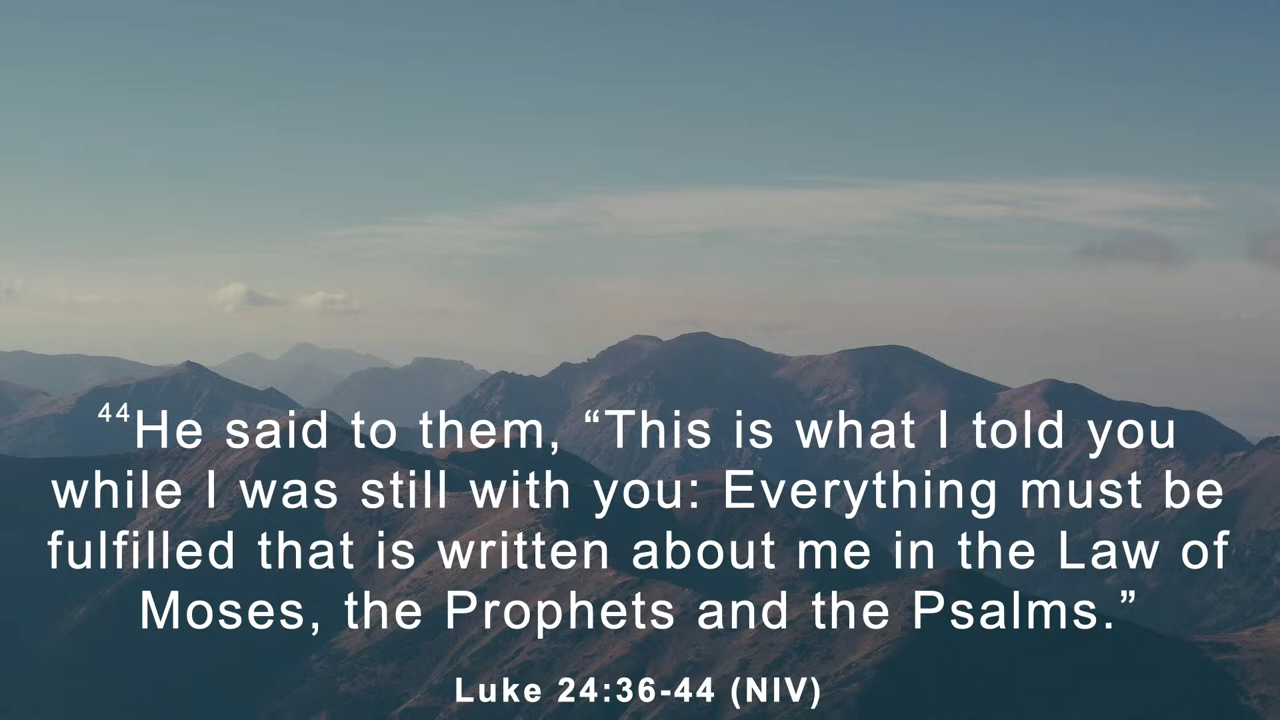 ⁴⁴He said to them, “This is what I told you
while I was still with you: Everything must be
fulfilled that is written about me in the Law of
Moses, the Prophets and the Psalms.”
Luke 24:36-44 (NIV)